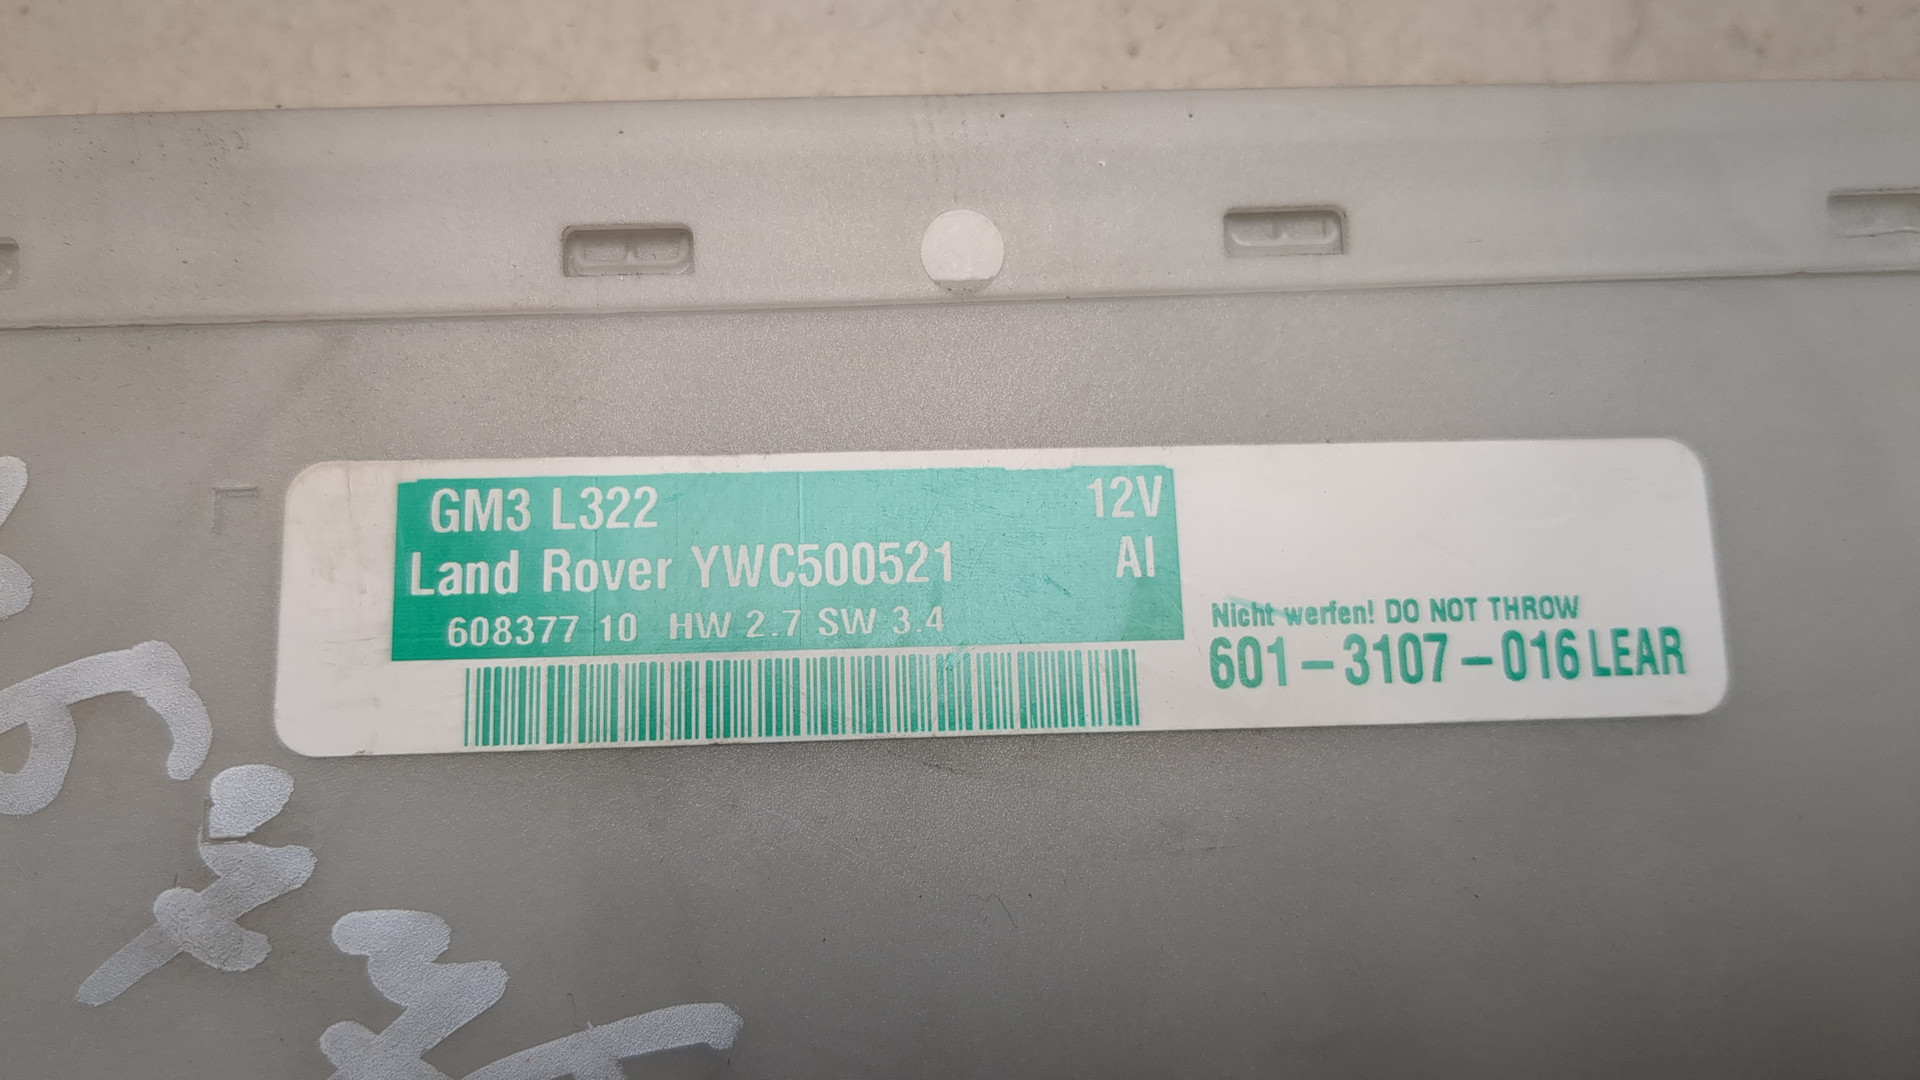 GM3 L322 12V
Land Rover YWC500521 AI
608377 10 HW 2.7 SW 3.4
Nicht werfen! DO NOT THROW
601-3107-016 LEAR